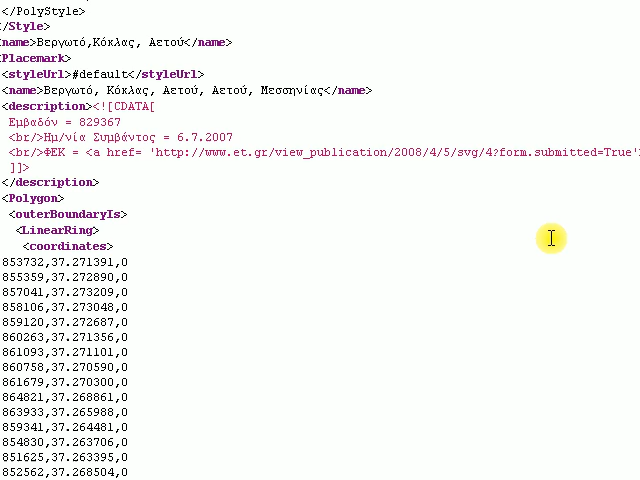 </PolyStyle>
/Style>
name>Βεργωτό,Κόκλας, Αετού</name>
Placemark>
<styleUrl>#default</styleUrl>
<name>Βεργωτό, Κόκλας, Αετού, Αετού, Μεσσηνίας</name>
<description><![CDATA[
Εμβαδόν = 829367
<br/>Ημ/νία Συμβάντος = 6.7.2007
<br/>ΦΕΚ = <a href= 'http://www.et.gr/view_publication/2008/4/5/svg/4?form.submitted=True'
]]>
</description>
<Polygon>
<outerBoundaryIs>
<LinearRing>
<coordinates>
853732,37.271391,0
855359,37.272890,0
857041,37.273209,0
858106,37.273048,0
859120,37.272687,0
860263,37.271356,0
861093,37.271101,0
860758,37.270590,0
861679,37.270300,0
864821,37.268861,0
863933,37.265988,0
859341,37.264481,0
854830,37.263706,0
851625,37.263395,0
852562,37.268504,0